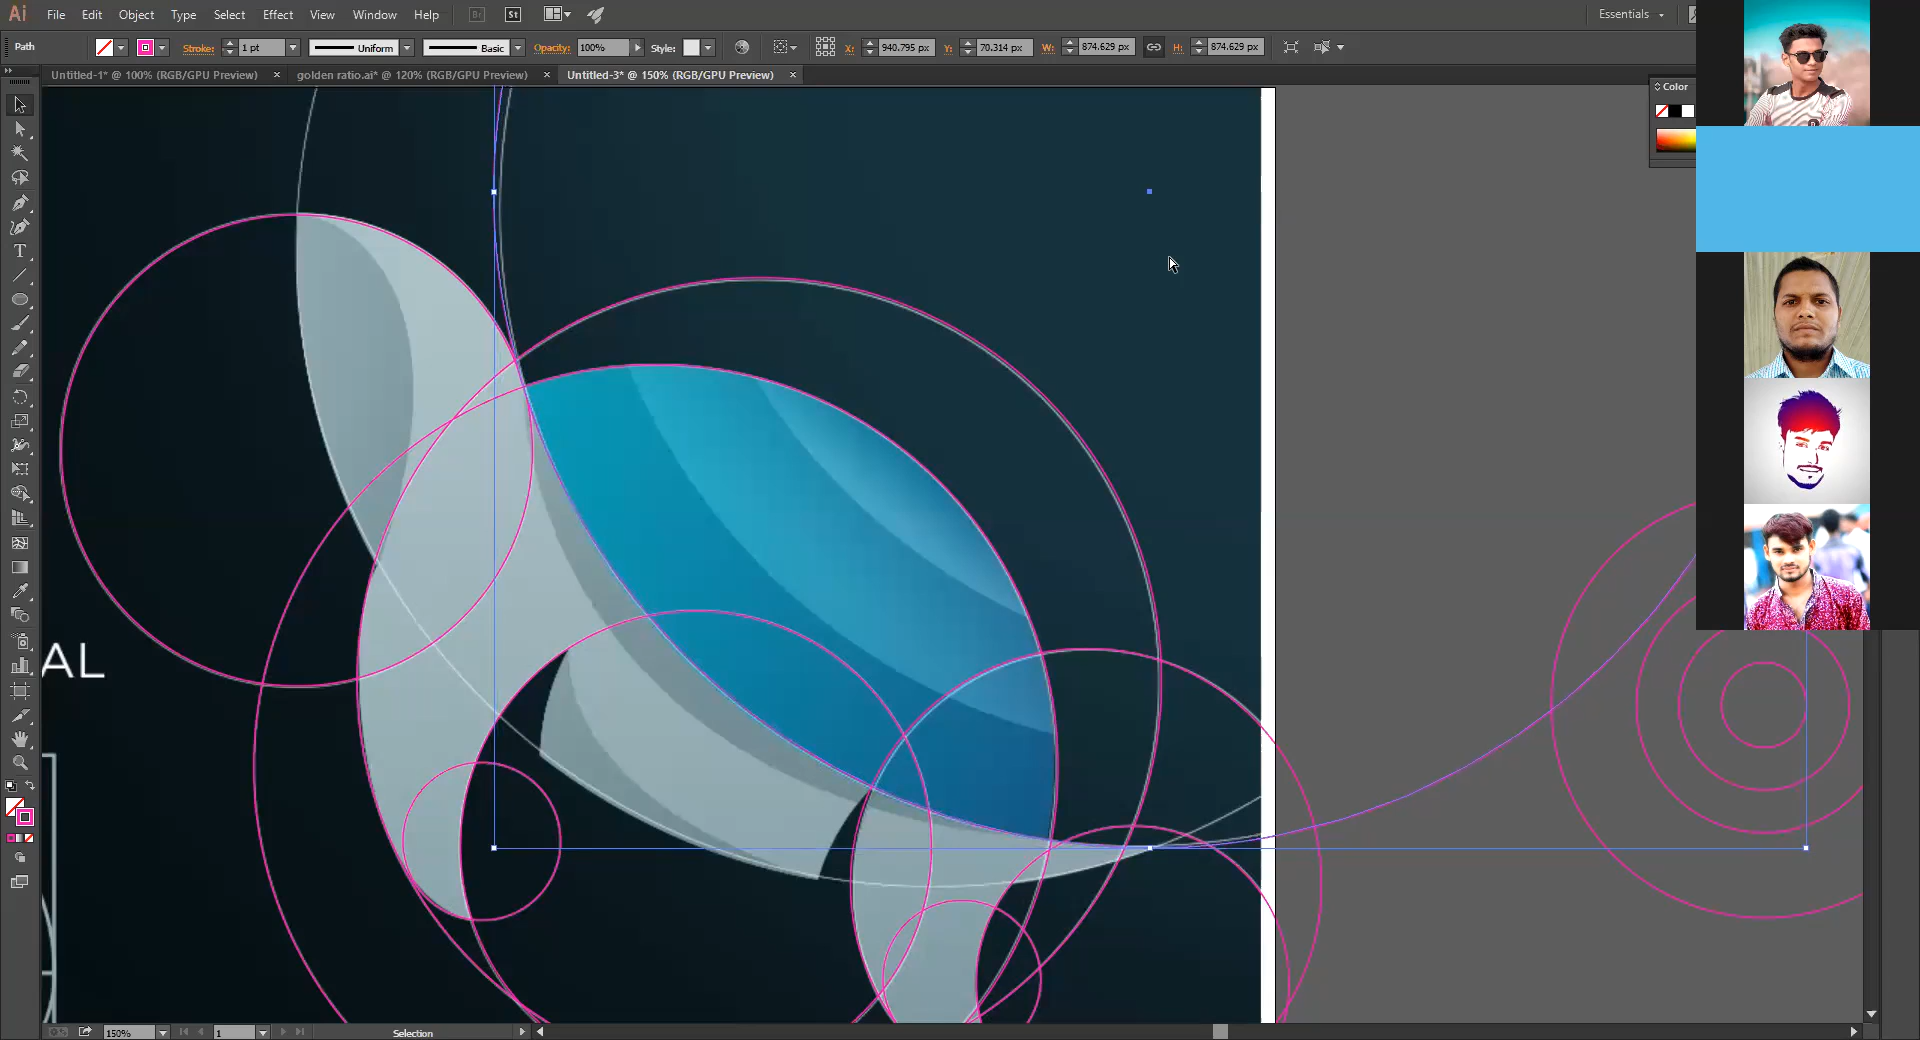 Ai File Edit Object Type Select Effect View Window Help Br St Essentials
Path Stroke: 1 pt Uniform Basic Opacity: 100% Style: X: 940.795 px Y: 70.314 px W: 874.629 px H: 874.629 px
Untitled-1* @ 100% (RGB/GPU Preview) × golden ratio.ai* @ 120% (RGB/GPU Preview) × Untitled-3* @ 150% (RGB/GPU Preview) ×
Color
T
AL
150% 1 Selection